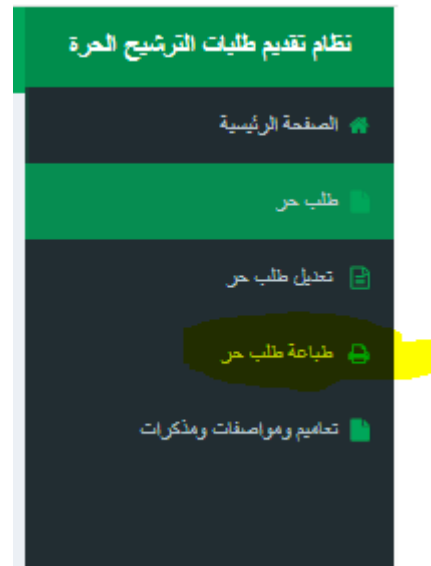 نظام تقديم طلبات الترشيح الحرة
الصفحة الرئيسية
طلب حر
تعديل طلب حر
طباعة طلب حر
تعاميم ومواصفات ومذكرات